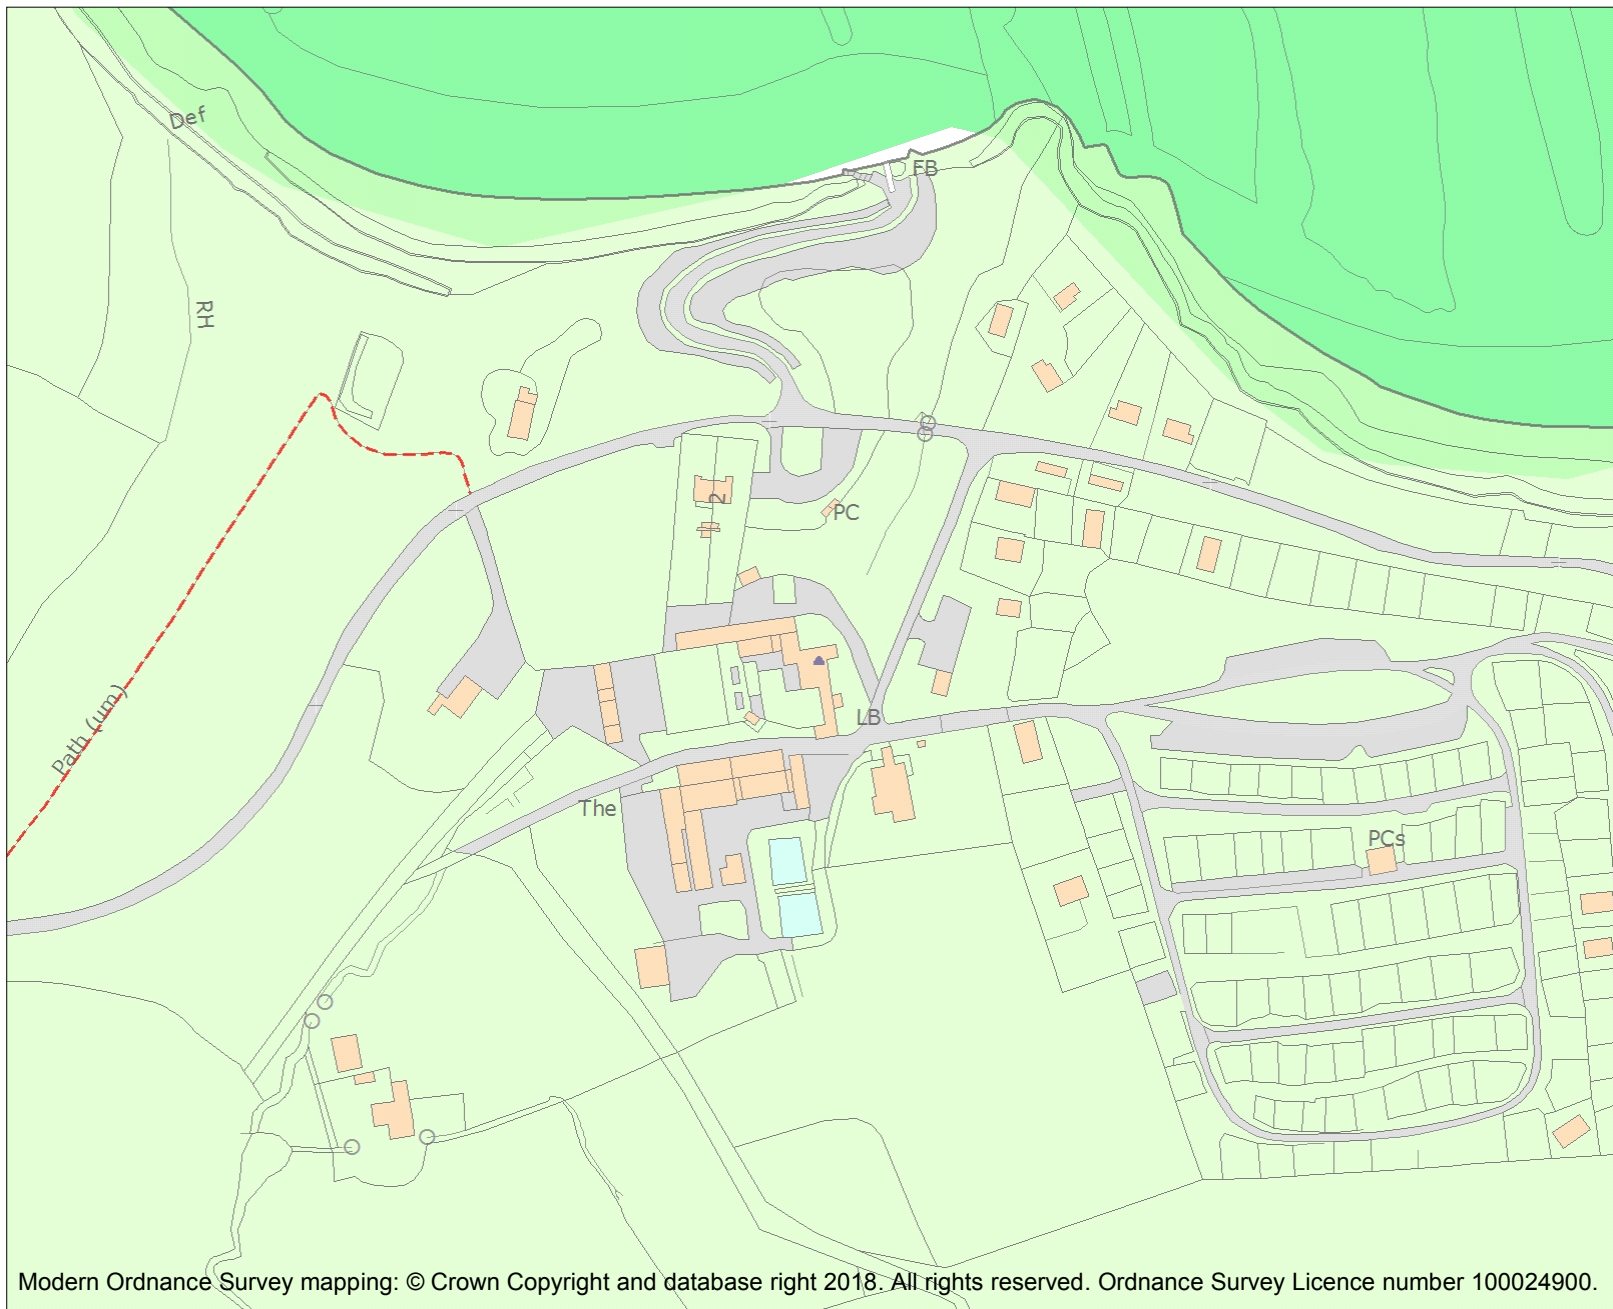 Def
FB
RH
2
PC
Path (um)
LB
The
PCs
Modern Ordnance Survey mapping: © Crown Copyright and database right 2018. All rights reserved. Ordnance Survey Licence number 100024900.